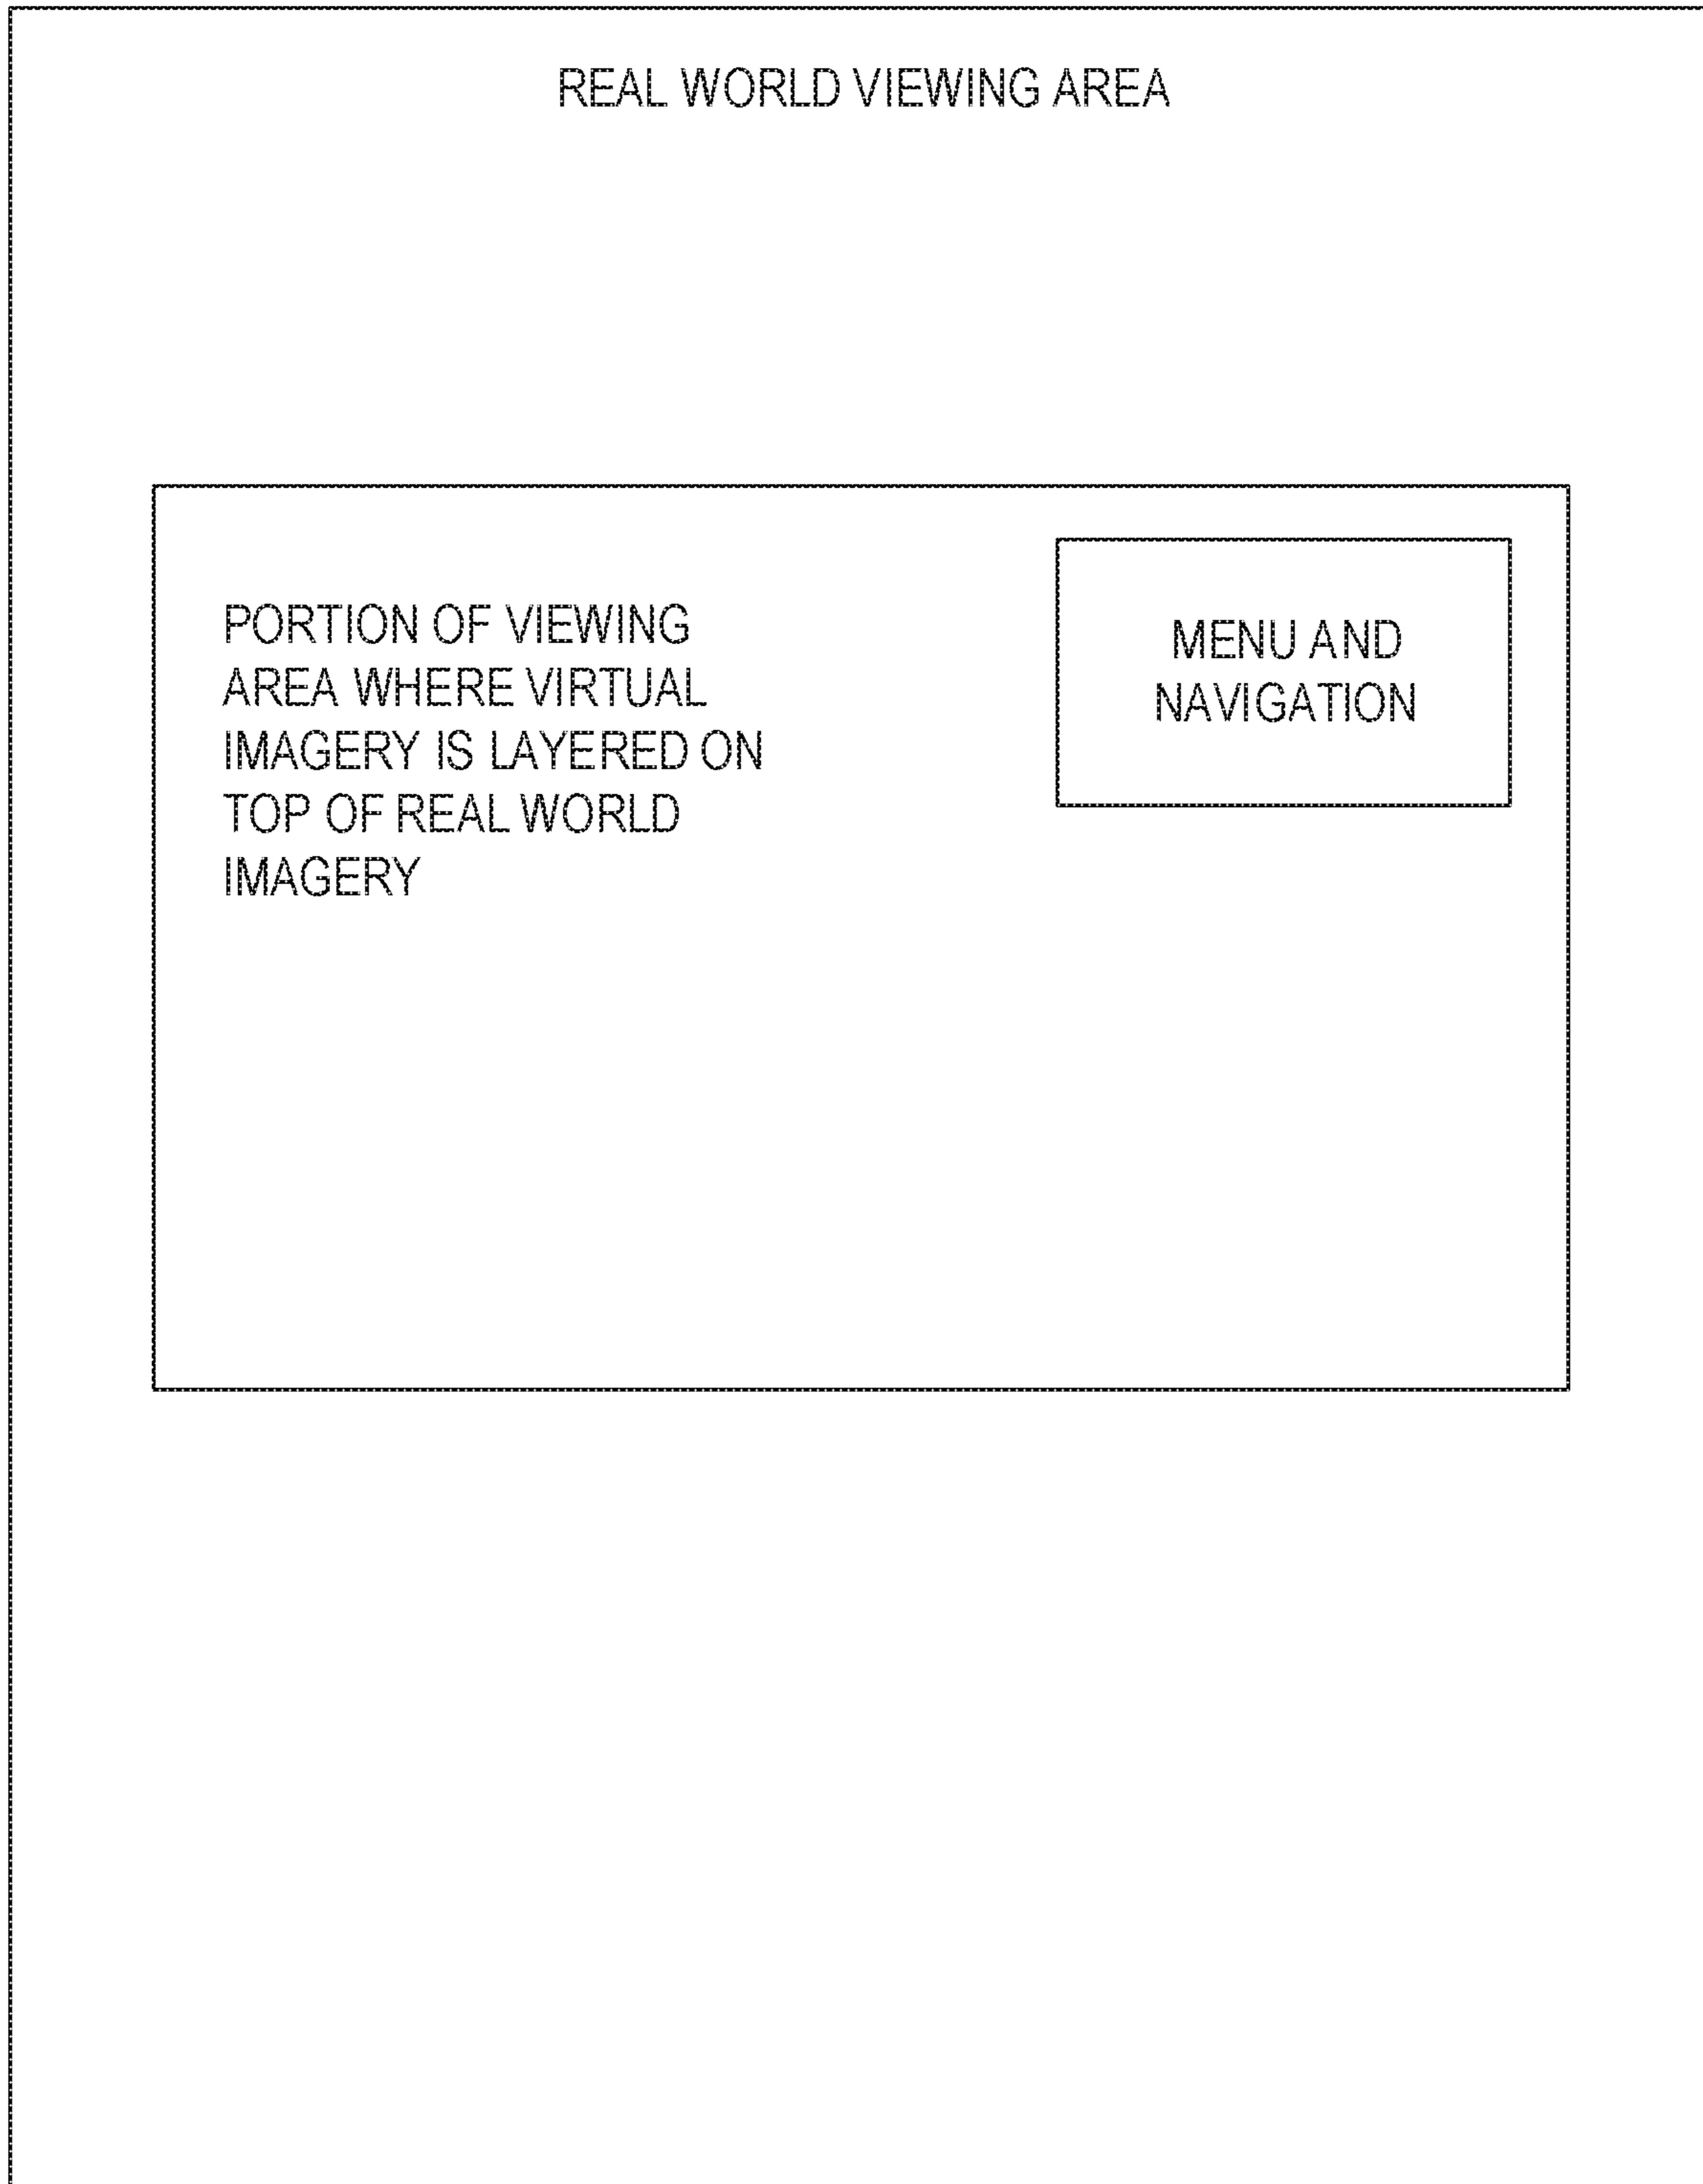 REAL WORLD VIEWING AREA
PORTION OF VIEWING
AREA WHERE VIRTUAL
IMAGERY IS LAYERED ON
TOP OF REAL WORLD
IMAGERY
MENU AND
NAVIGATION